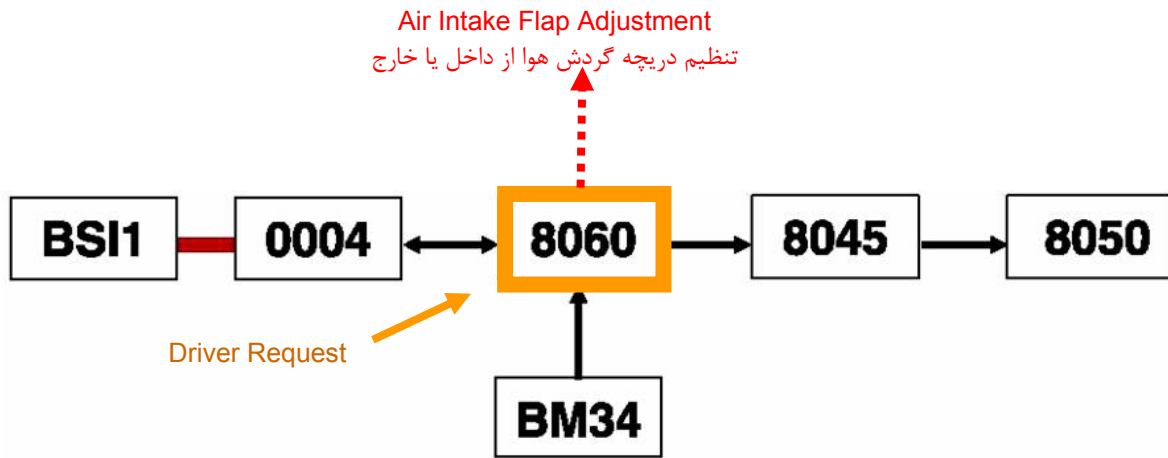 Air Intake Flap Adjustment
تنظیم دریچه گردش هوا از داخل یا خارج
BSI1
0004
8060
8045
8050
Driver Request
BM34